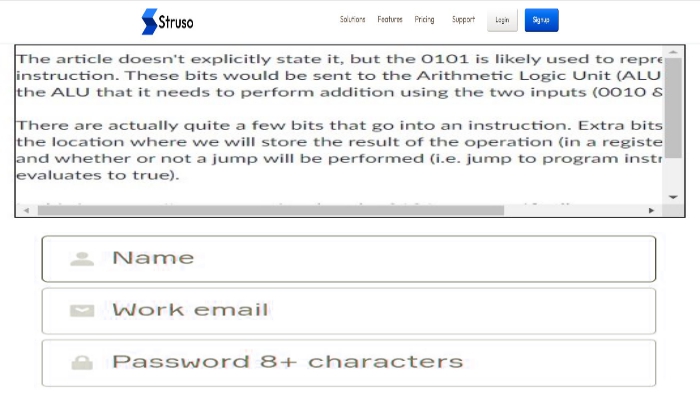 Struso
Solutions Features Pricing Support Login Signup
The article doesn't explicitly state it, but the 0101 is likely used to repre
instruction. These bits would be sent to the Arithmetic Logic Unit (ALU
the ALU that it needs to perform addition using the two inputs (0010 &
There are actually quite a few bits that go into an instruction. Extra bits
the location where we will store the result of the operation (in a registe
and whether or not a jump will be performed (i.e. jump to program instr
evaluates to true).
Name
Work email
Password 8+ characters